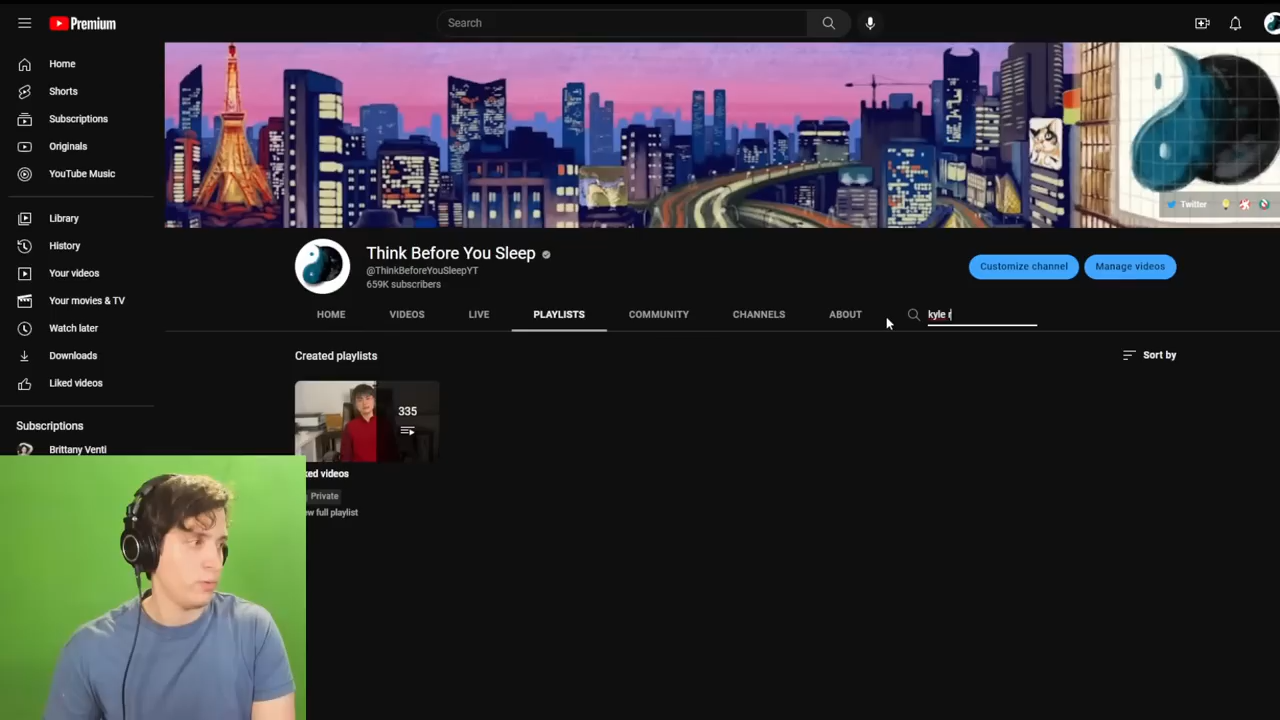 Premium
Search
Home
Shorts
Subscriptions
Originals
YouTube Music
Library
History
Your videos
Your movies & TV
Watch later
Downloads
Liked videos
Subscriptions
Brittany Venti
Twitter
Think Before You Sleep
@ThinkBeforeYouSleepYT
659K subscribers
Customize channel
Manage videos
HOME VIDEOS LIVE PLAYLISTS COMMUNITY CHANNELS ABOUT kyle r
Created playlists
Sort by
335
ked videos
Private
ew full playlist